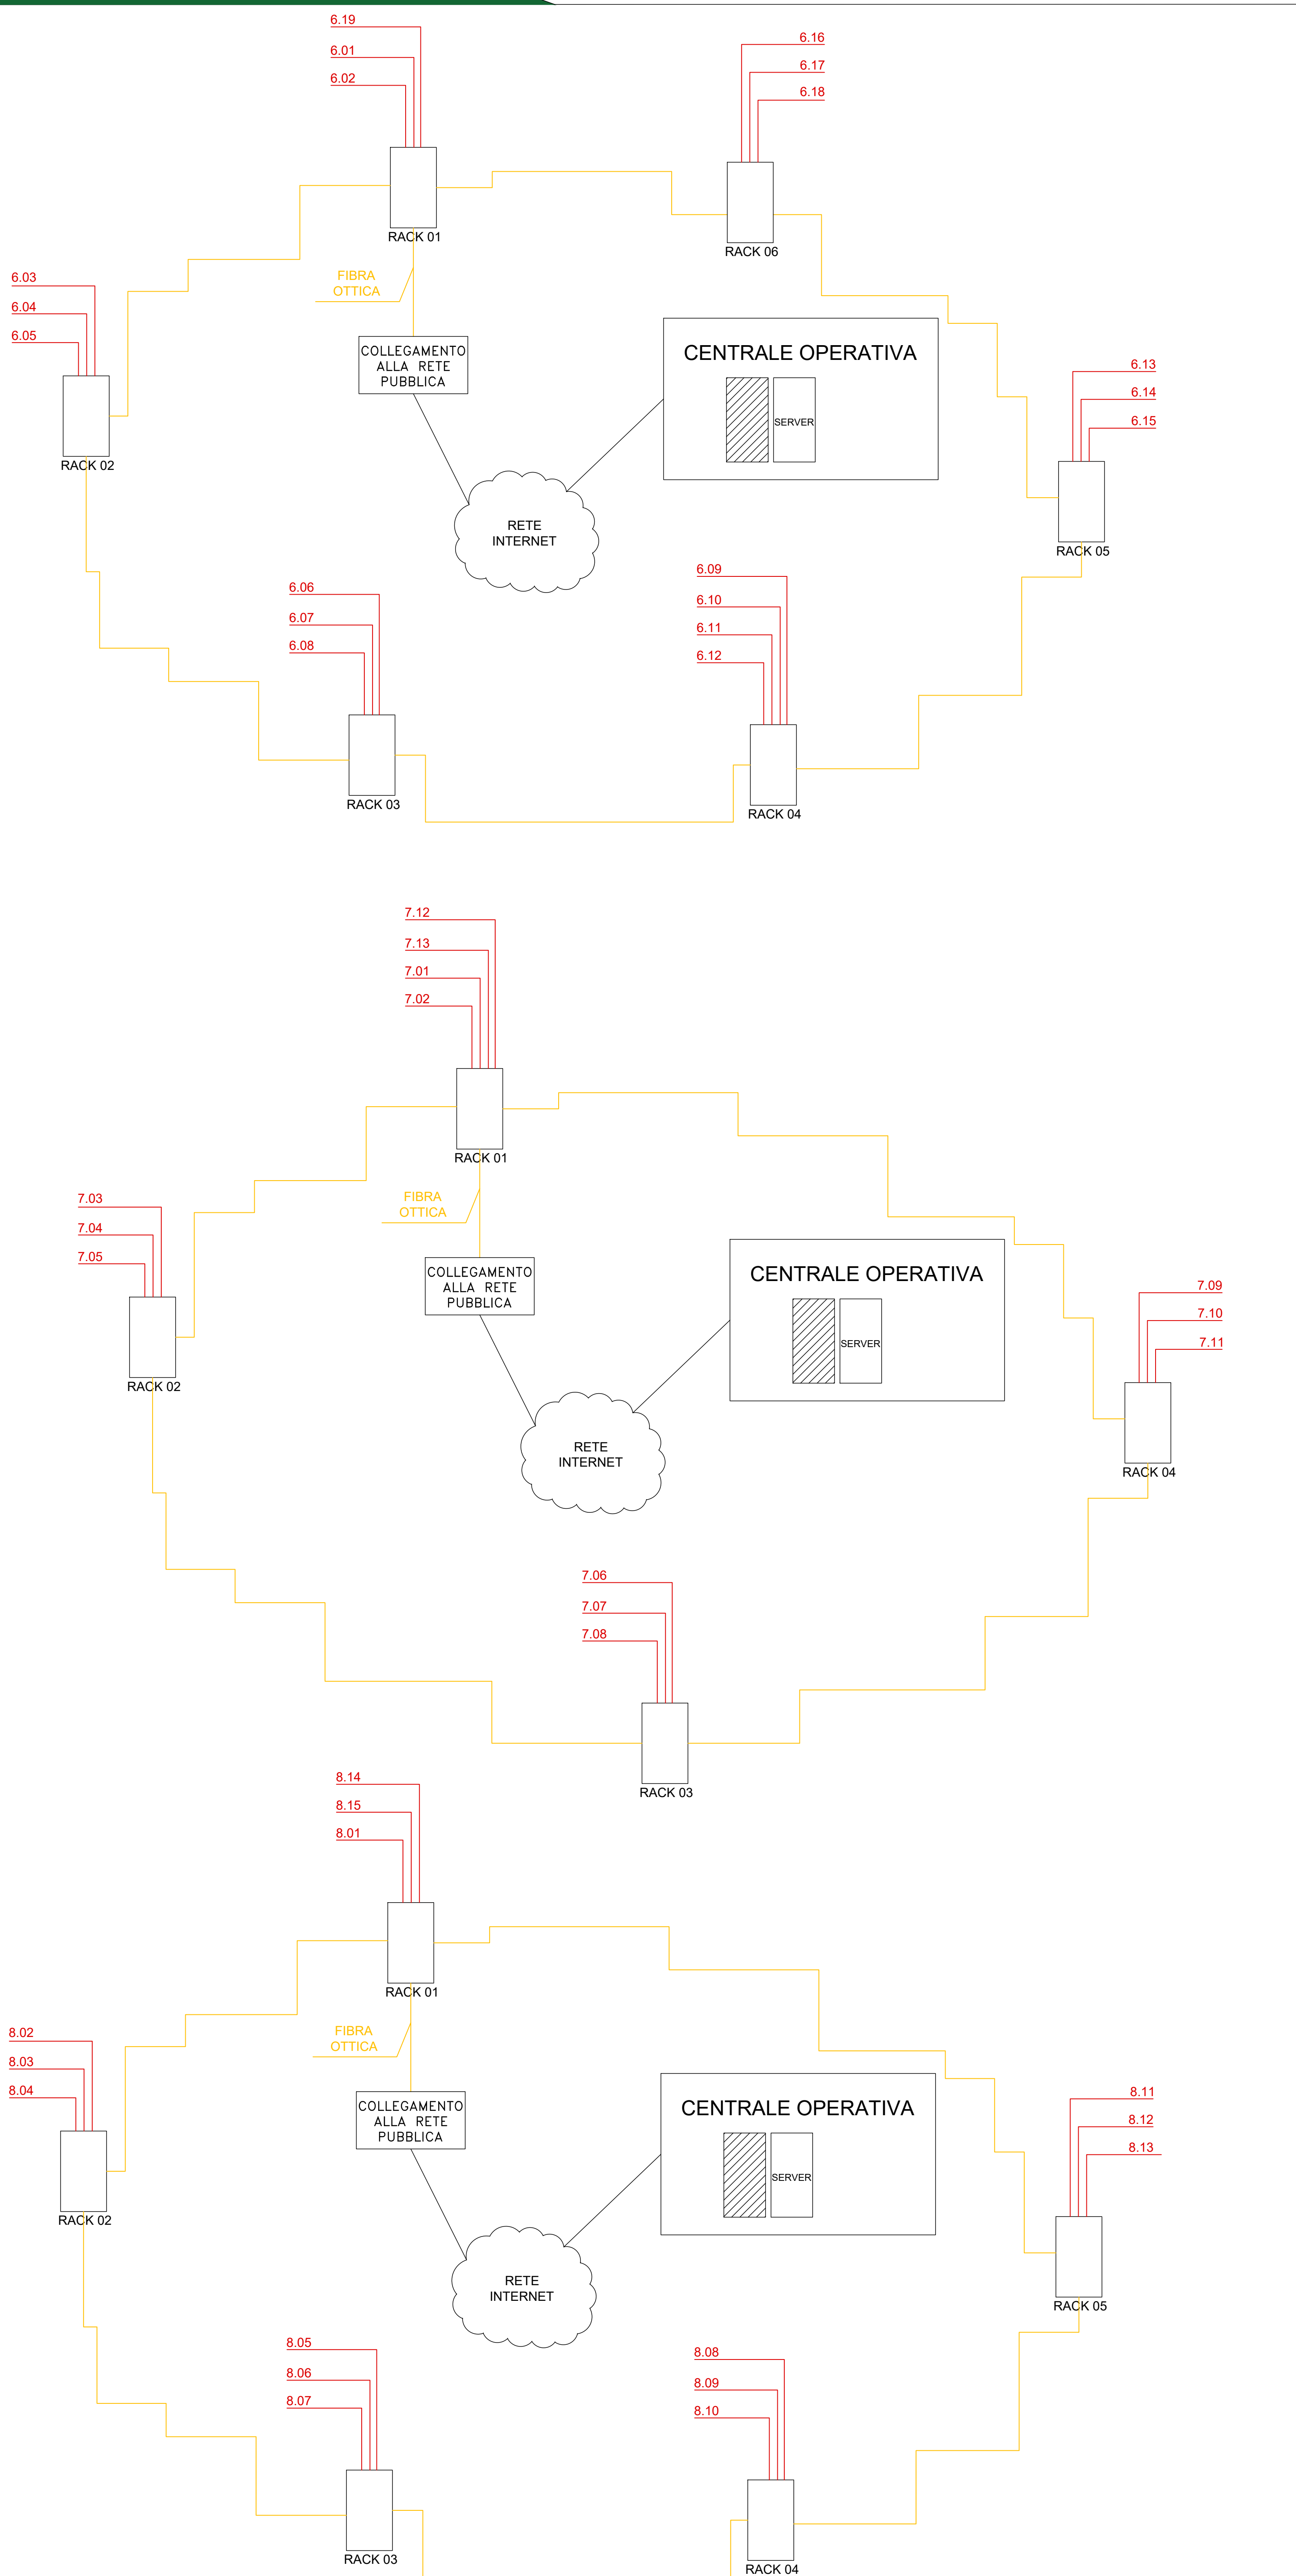 6.19
6.01
6.02
6.16
6.17
6.18
RACK 01
RACK 06
FIBRA
OTTICA
6.03
6.04
6.05
COLLEGAMENTO
ALLA RETE
PUBBLICA
CENTRALE OPERATIVA
SERVER
6.13
6.14
6.15
RACK 02
RETE
INTERNET
RACK 05
6.06
6.07
6.08
6.09
6.10
6.11
6.12
RACK 03
RACK 04
7.12
7.13
7.01
7.02
RACK 01
FIBRA
OTTICA
7.03
7.04
7.05
COLLEGAMENTO
ALLA RETE
PUBBLICA
CENTRALE OPERATIVA
SERVER
7.09
7.10
7.11
RACK 02
RETE
INTERNET
RACK 04
7.06
7.07
7.08
RACK 03
8.14
8.15
8.01
RACK 01
FIBRA
OTTICA
8.02
8.03
8.04
COLLEGAMENTO
ALLA RETE
PUBBLICA
CENTRALE OPERATIVA
SERVER
8.11
8.12
8.13
RACK 02
RETE
INTERNET
RACK 05
8.05
8.06
8.07
8.08
8.09
8.10
RACK 03
RACK 04